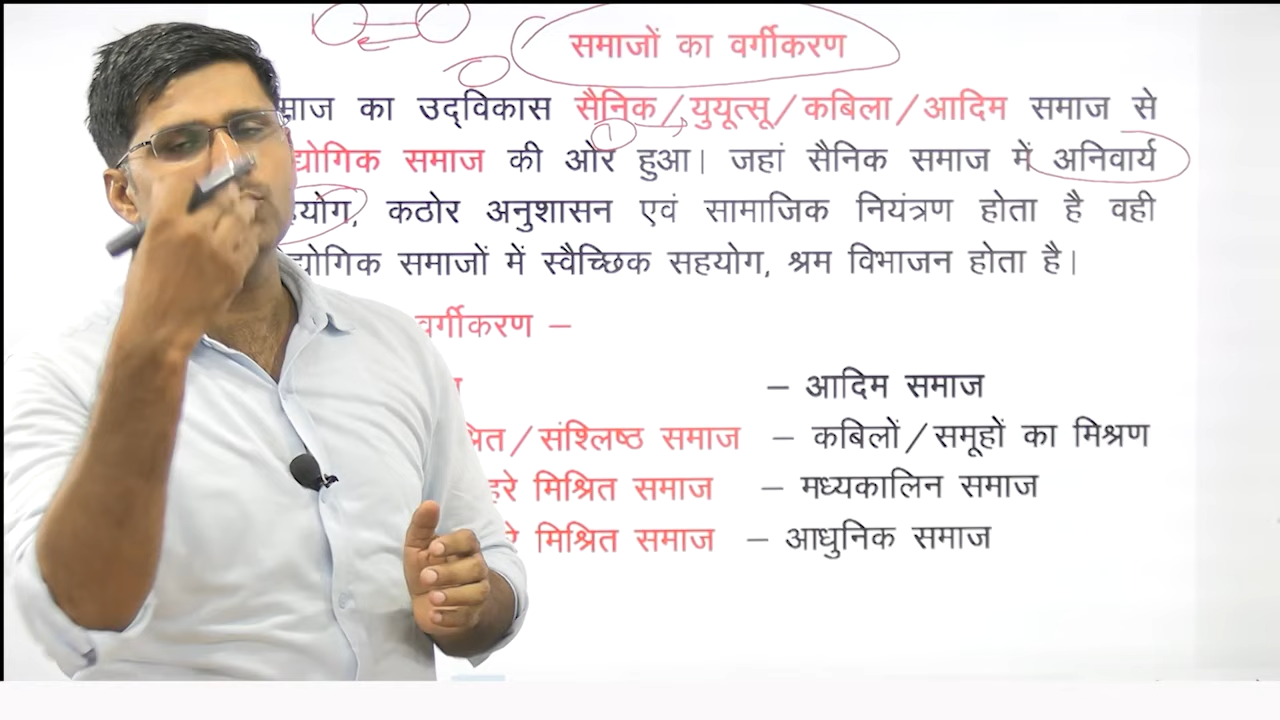 समाजों का वर्गीकरण
का उद्विकास सैनिक/युयूत्सू/कबिला/आदिम समाज से
समाज की ओर हुआ। जहां सैनिक समाज में अनिवार्य
कठोर अनुशासन एवं सामाजिक नियंत्रण होता है वही
समाजों में स्वैच्छिक सहयोग, श्रम विभाजन होता है।
वर्गीकरण –
– आदिम समाज
/संश्लिष्ठ समाज – कबिलों/समूहों का मिश्रण
मिश्रित समाज – मध्यकालिन समाज
मिश्रित समाज – आधुनिक समाज